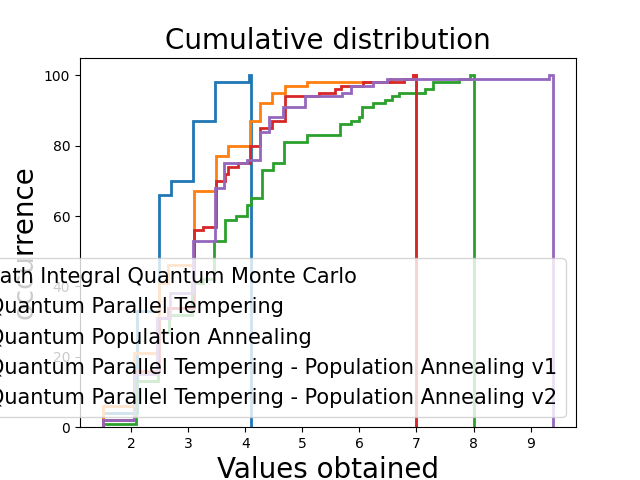 Cumulative distribution
100
80
60
40
20
0
occurrence
ath Integral Quantum Monte Carlo
Quantum Parallel Tempering
Quantum Population Annealing
Quantum Parallel Tempering - Population Annealing v1
Quantum Parallel Tempering - Population Annealing v2
2 3 4 5 6 7 8 9
Values obtained